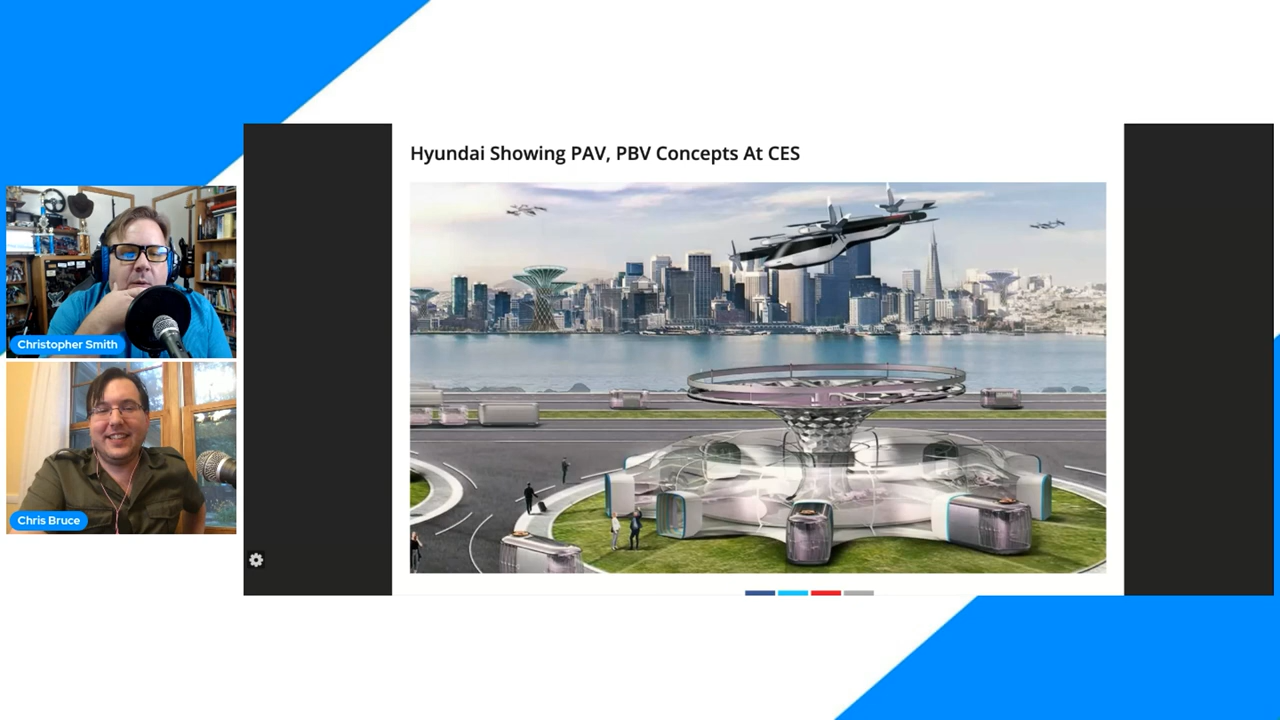 Hyundai Showing PAV, PBV Concepts At CES
Christopher Smith
Chris Bruce